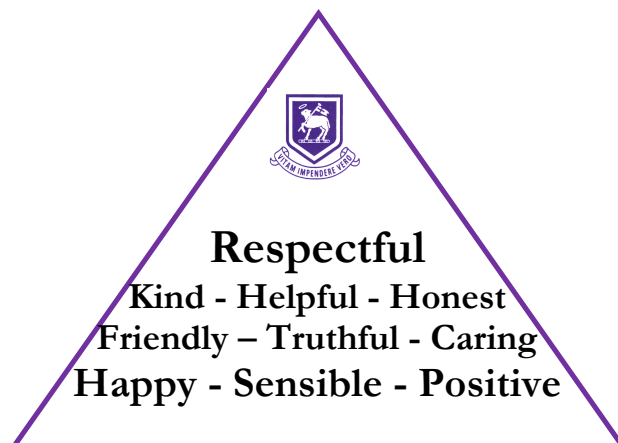 VITAM IMPENDERE VERO
Respectful
Kind - Helpful - Honest
Friendly – Truthful - Caring
Happy - Sensible - Positive